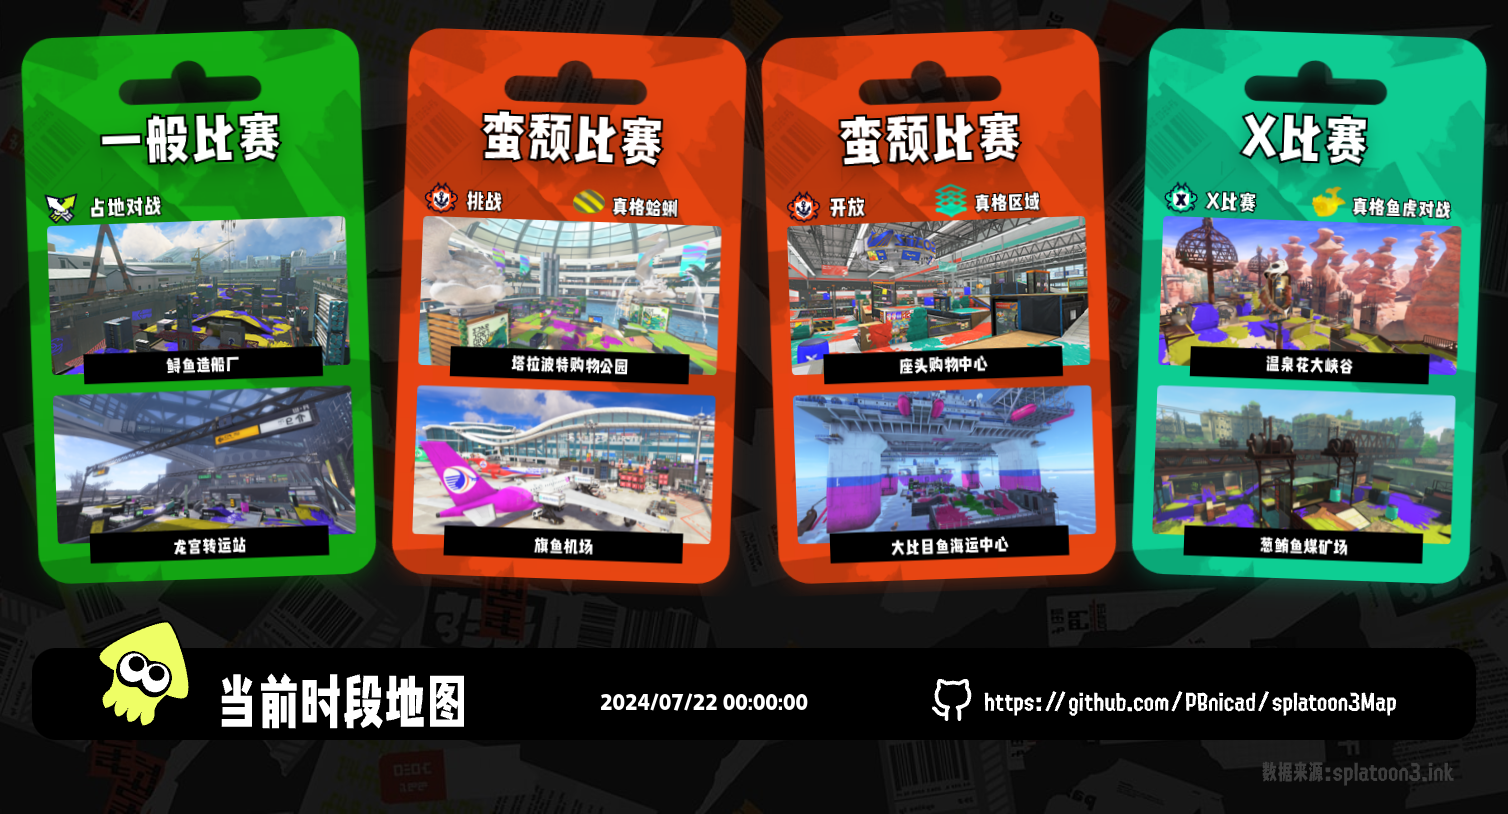 一般比赛
占地对战
鲟鱼造船厂
龙宫转运站
蛮颓比赛
挑战
真格蛤蜊
塔拉波特购物公园
旗鱼机场
蛮颓比赛
开放
真格区域
座头购物中心
大比目鱼海运中心
X比赛
X比赛
真格鱼虎对战
温泉花大峡谷
葱鲔鱼煤矿场
当前时段地图
2024/07/22 00:00:00
https://github.com/PBnicad/splatoon3Map
数据来源:splatoon3.ink